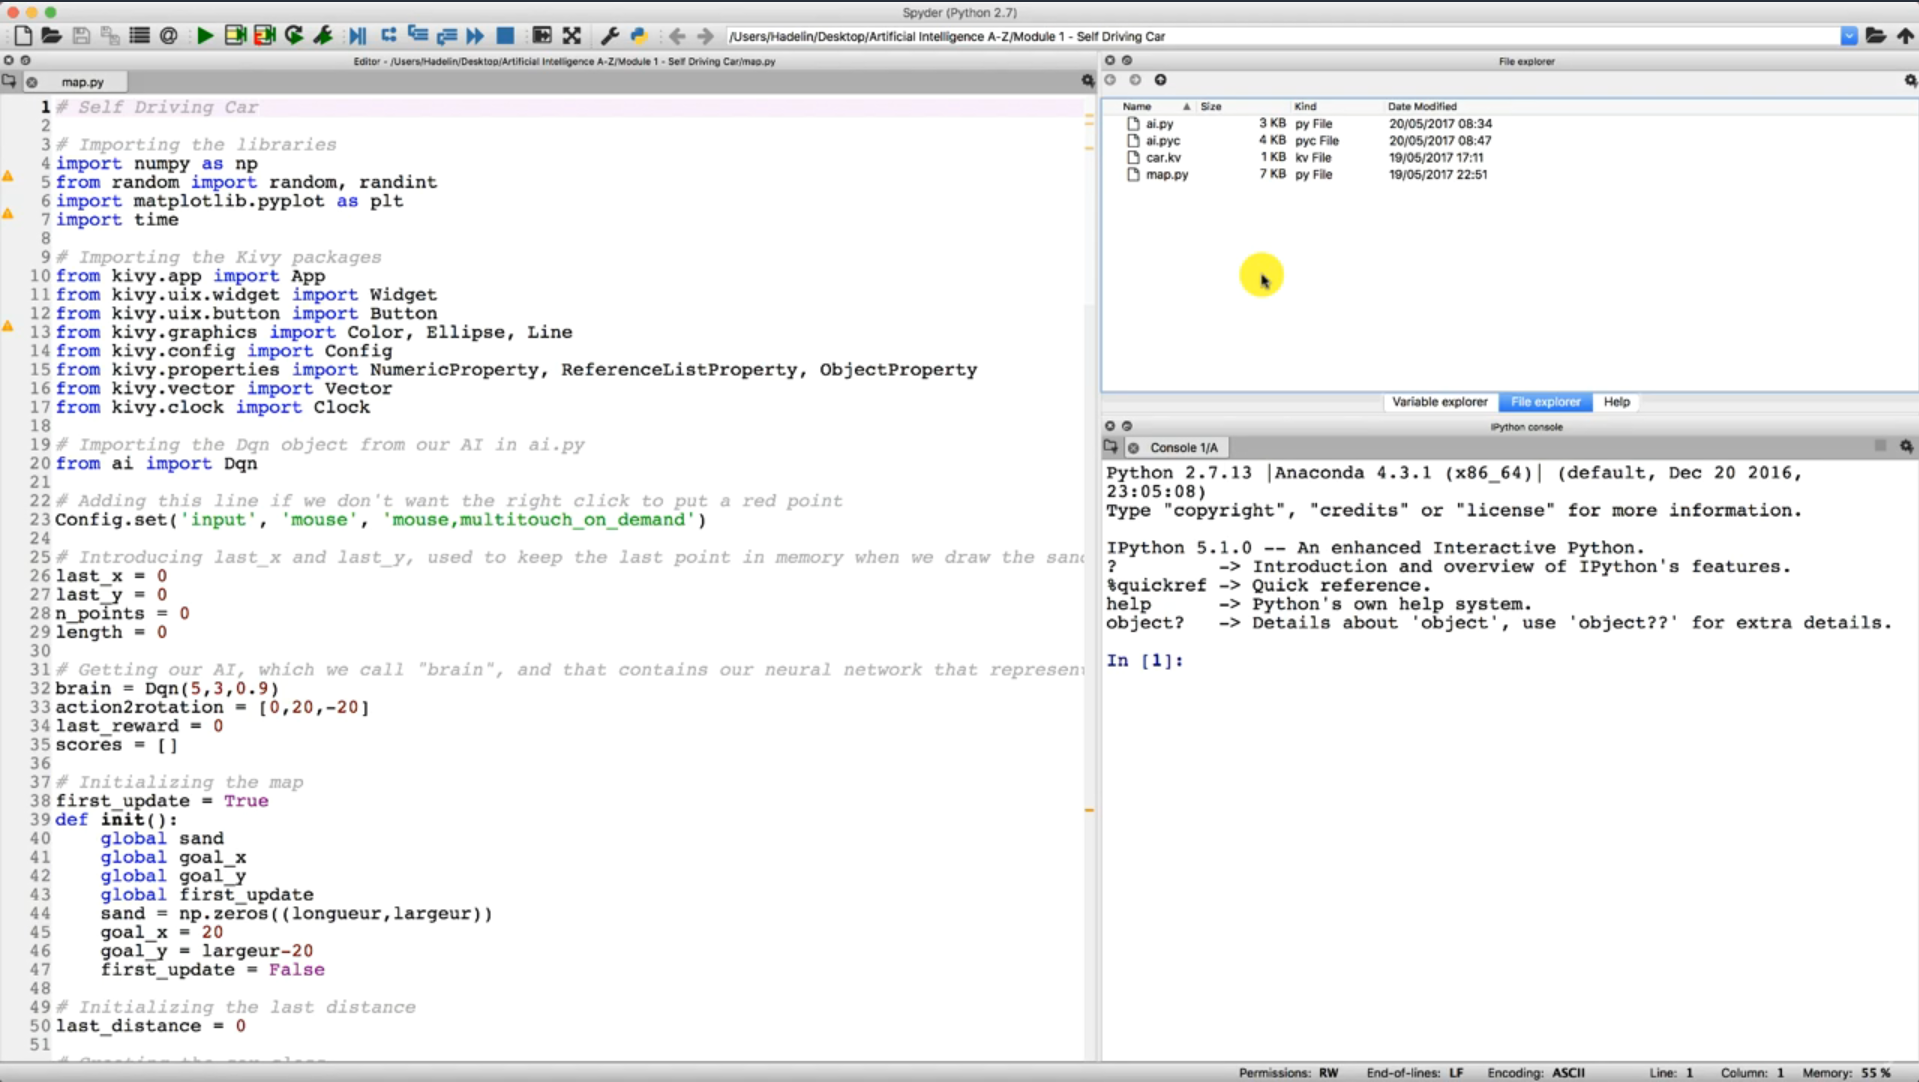 Spyder (Python 2.7)
/Users/Hadelin/Desktop/Artificial Intelligence A-Z/Module 1 - Self Driving Car
Editor - /Users/Hadelin/Desktop/Artificial Intelligence A-Z/Module 1 - Self Driving Car/map.py
map.py
1 # Self Driving Car
2
3 # Importing the libraries
4 import numpy as np
5 from random import random, randint
6 import matplotlib.pyplot as plt
7 import time
8
9 # Importing the Kivy packages
10 from kivy.app import App
11 from kivy.uix.widget import Widget
12 from kivy.uix.button import Button
13 from kivy.graphics import Color, Ellipse, Line
14 from kivy.config import Config
15 from kivy.properties import NumericProperty, ReferenceListProperty, ObjectProperty
16 from kivy.vector import Vector
17 from kivy.clock import Clock
18
19 # Importing the Dqn object from our AI in ai.py
20 from ai import Dqn
21
22 # Adding this line if we don't want the right click to put a red point
23 Config.set('input', 'mouse', 'mouse,multitouch_on_demand')
24
25 # Introducing last_x and last_y, used to keep the last point in memory when we draw the sand
26 last_x = 0
27 last_y = 0
28 n_points = 0
29 length = 0
30
31 # Getting our AI, which we call "brain", and that contains our neural network that represen
32 brain = Dqn(5,3,0.9)
33 action2rotation = [0,20,-20]
34 last_reward = 0
35 scores = []
36
37 # Initializing the map
38 first_update = True
39 def init():
40     global sand
41     global goal_x
42     global goal_y
43     global first_update
44     sand = np.zeros((longueur,largeur))
45     goal_x = 20
46     goal_y = largeur-20
47     first_update = False
48
49 # Initializing the last distance
50 last_distance = 0
51
File explorer
Name Size Kind Date Modified
ai.py 3 KB py File 20/05/2017 08:34
ai.pyc 4 KB pyc File 20/05/2017 08:47
car.kv 1 KB kv File 19/05/2017 17:11
map.py 7 KB py File 19/05/2017 22:51
Variable explorer File explorer Help
IPython console
Console 1/A
Python 2.7.13 |Anaconda 4.3.1 (x86_64)| (default, Dec 20 2016,
23:05:08)
Type "copyright", "credits" or "license" for more information.
IPython 5.1.0 -- An enhanced Interactive Python.
? -> Introduction and overview of IPython's features.
%quickref -> Quick reference.
help -> Python's own help system.
object? -> Details about 'object', use 'object??' for extra details.
In [1]:
Permissions: RW End-of-lines: LF Encoding: ASCII Line: 1 Column: 1 Memory: 55 %